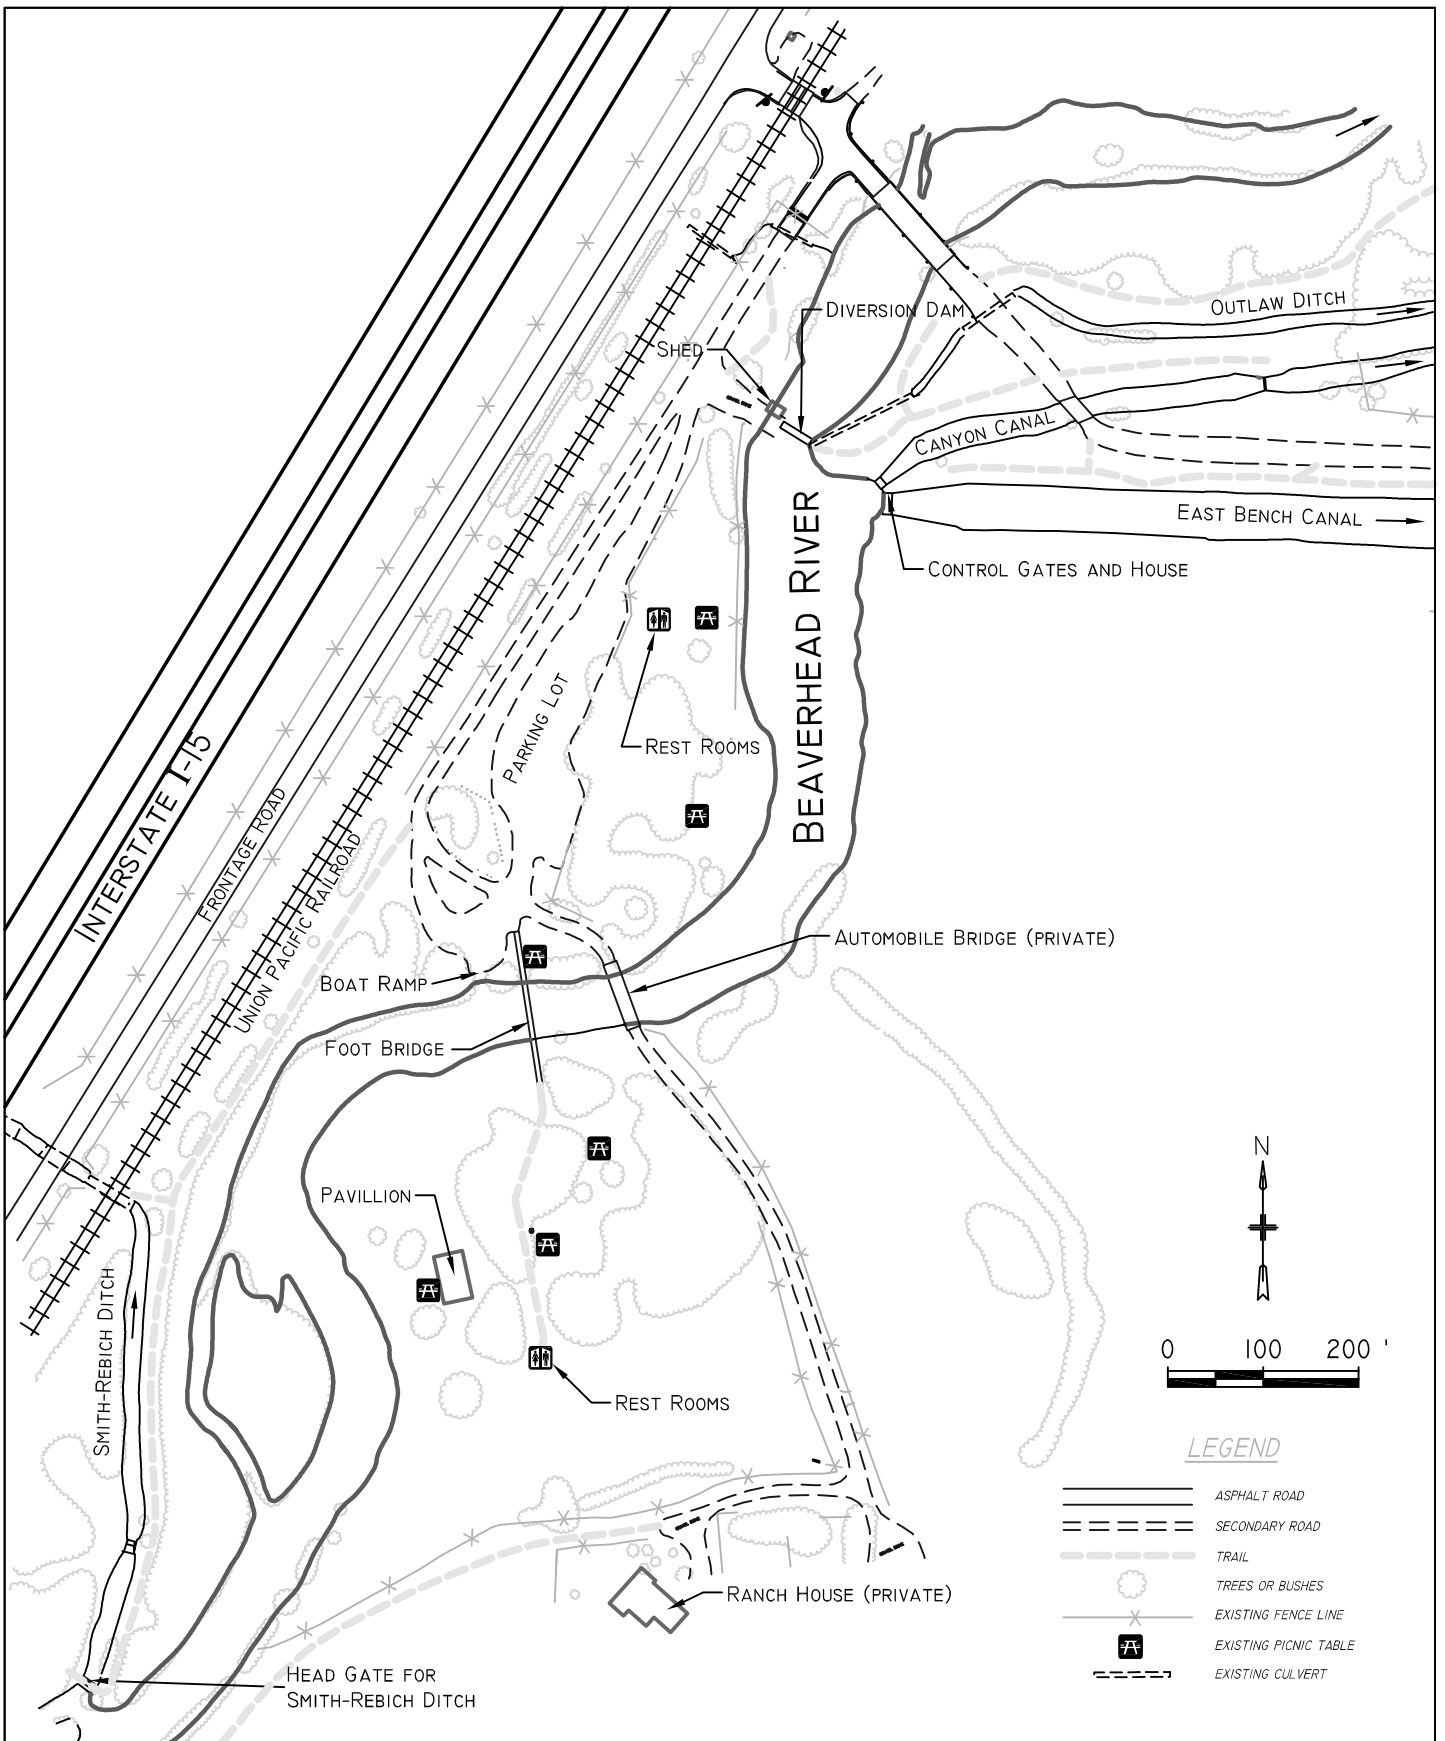 DIVERSION DAM
OUTLAW DITCH
SHED
CANYON CANAL
EAST BENCH CANAL
CONTROL GATES AND HOUSE
BEAVERHEAD RIVER
PARKING LOT
REST ROOMS
INTERSTATE I-15
FRONTAGE ROAD
UNION PACIFIC RAILROAD
AUTOMOBILE BRIDGE (PRIVATE)
BOAT RAMP
FOOT BRIDGE
N
PAVILLION
SMITH-REBICH DITCH
0 100 200 '
REST ROOMS
LEGEND
ASPHALT ROAD
SECONDARY ROAD
TRAIL
TREES OR BUSHES
EXISTING FENCE LINE
EXISTING PICNIC TABLE
EXISTING CULVERT
RANCH HOUSE (PRIVATE)
HEAD GATE FOR
SMITH-REBICH DITCH